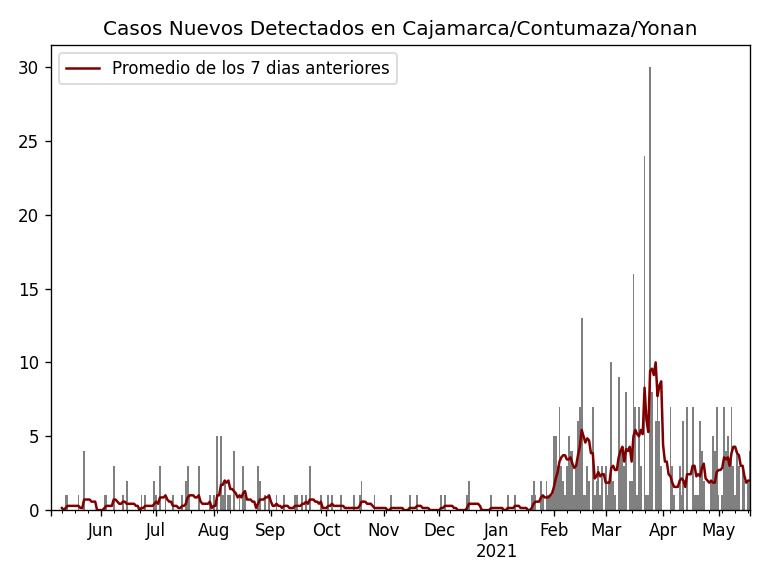 Casos Nuevos Detectados en Cajamarca/Contumaza/Yonan
Promedio de los 7 dias anteriores
30
25
20
15
10
5
0
Jun Jul Aug Sep Oct Nov Dec Jan Feb Mar Apr May
2021